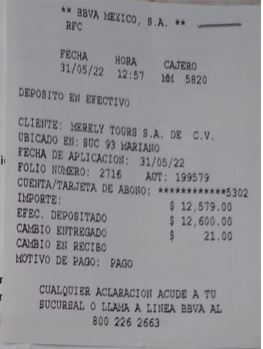 ** BBVA MEXICO, S.A. **
RFC
FECHA HORA CAJERO
31/05/22 12:57 MM 5820
DEPOSITO EN EFECTIVO
CLIENTE: MERELY TOURS S.A. DE C.V.
UBICADO EN: SUC 93 MARIANO
FECHA DE APLICACION: 31/05/22
FOLIO NUMERO: 2716 AUT: 199579
CUENTA/TARJETA DE ABONO: ************5302
IMPORTE: $ 12,579.00
EFEC. DEPOSITADO $ 12,600.00
CAMBIO ENTREGADO $ 21.00
CAMBIO EN RECIBO
MOTIVO DE PAGO: PAGO
CUALQUIER ACLARACION ACUDE A TU
SUCURSAL O LLAMA A LINEA BBVA AL
800 226 2663